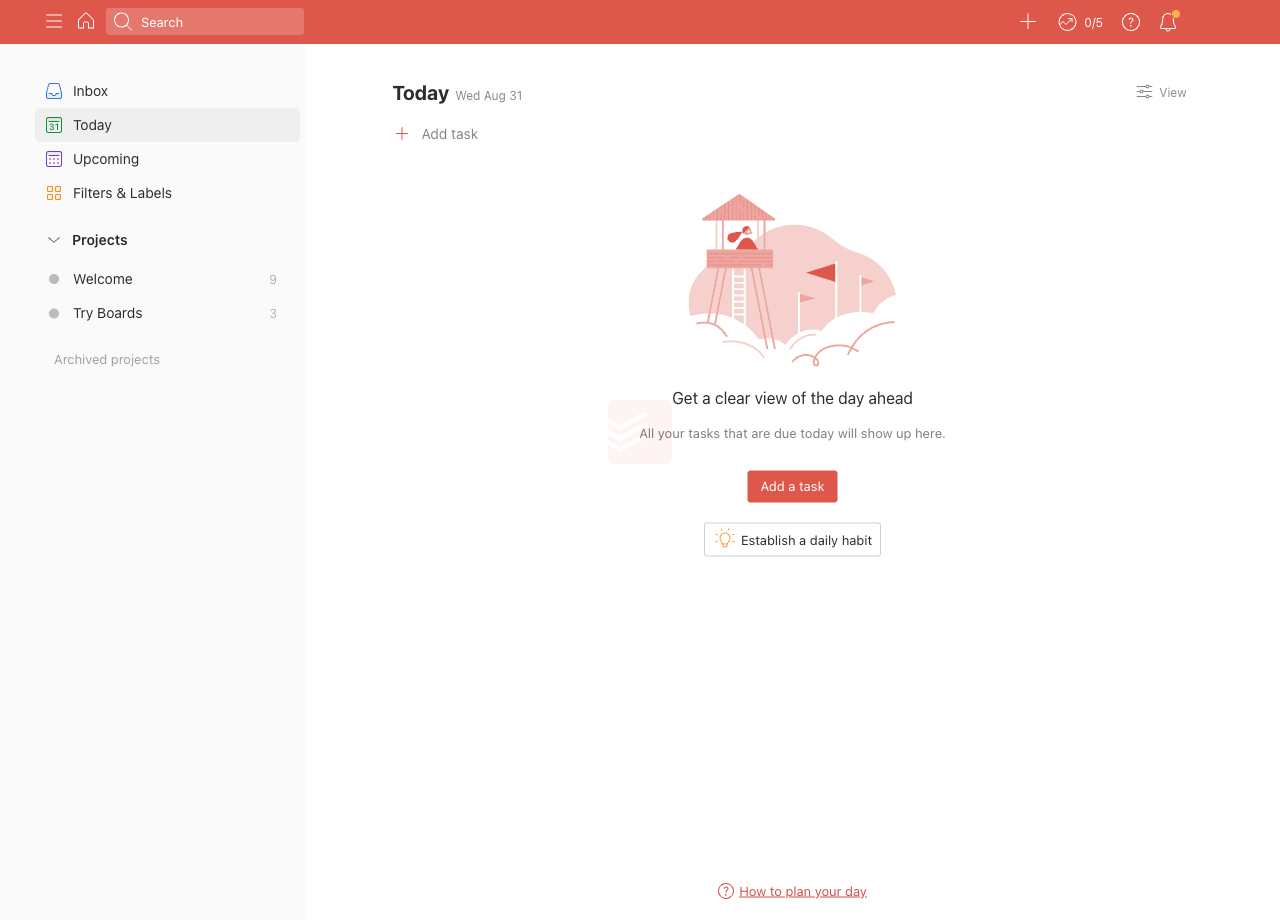 Search
0/5
Inbox
31 Today
Upcoming
Filters & Labels
Projects
Welcome 9
Try Boards 3
Archived projects
Today Wed Aug 31
View
Add task
Get a clear view of the day ahead
All your tasks that are due today will show up here.
Add a task
Establish a daily habit
How to plan your day